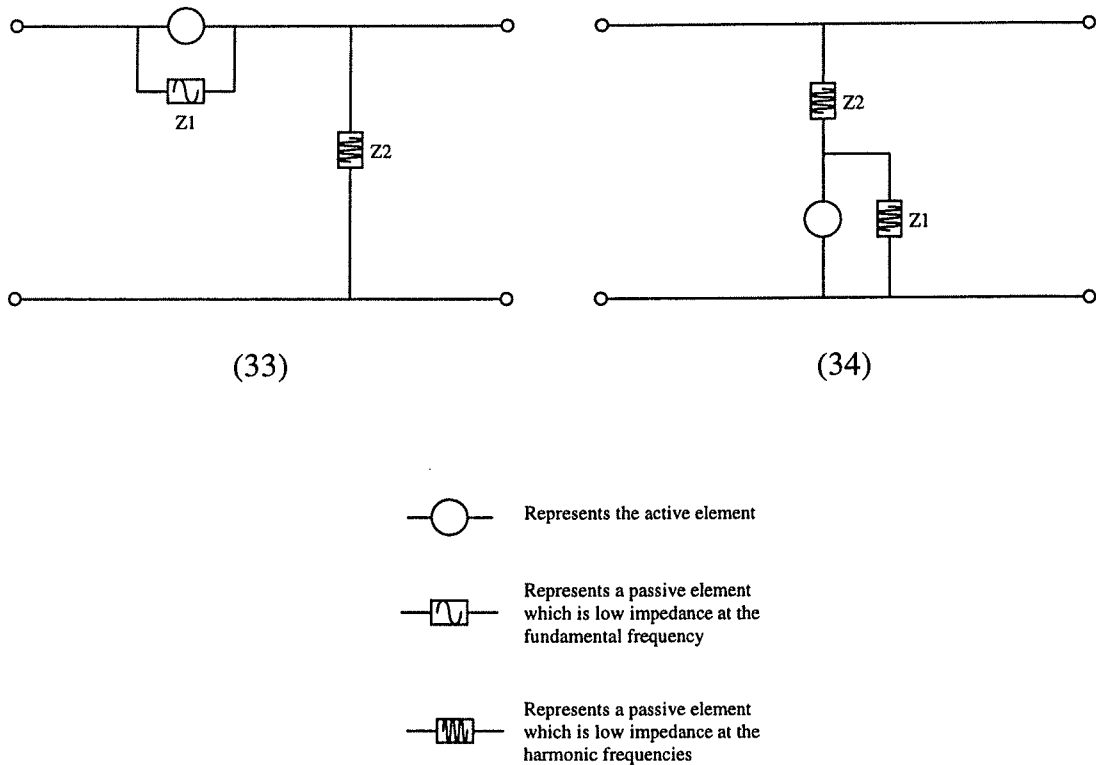 Z1
Z2
Z2
Z1
(33)
(34)
Represents the active element
Represents a passive element
which is low impedance at the
fundamental frequency
Represents a passive element
which is low impedance at the
harmonic frequencies